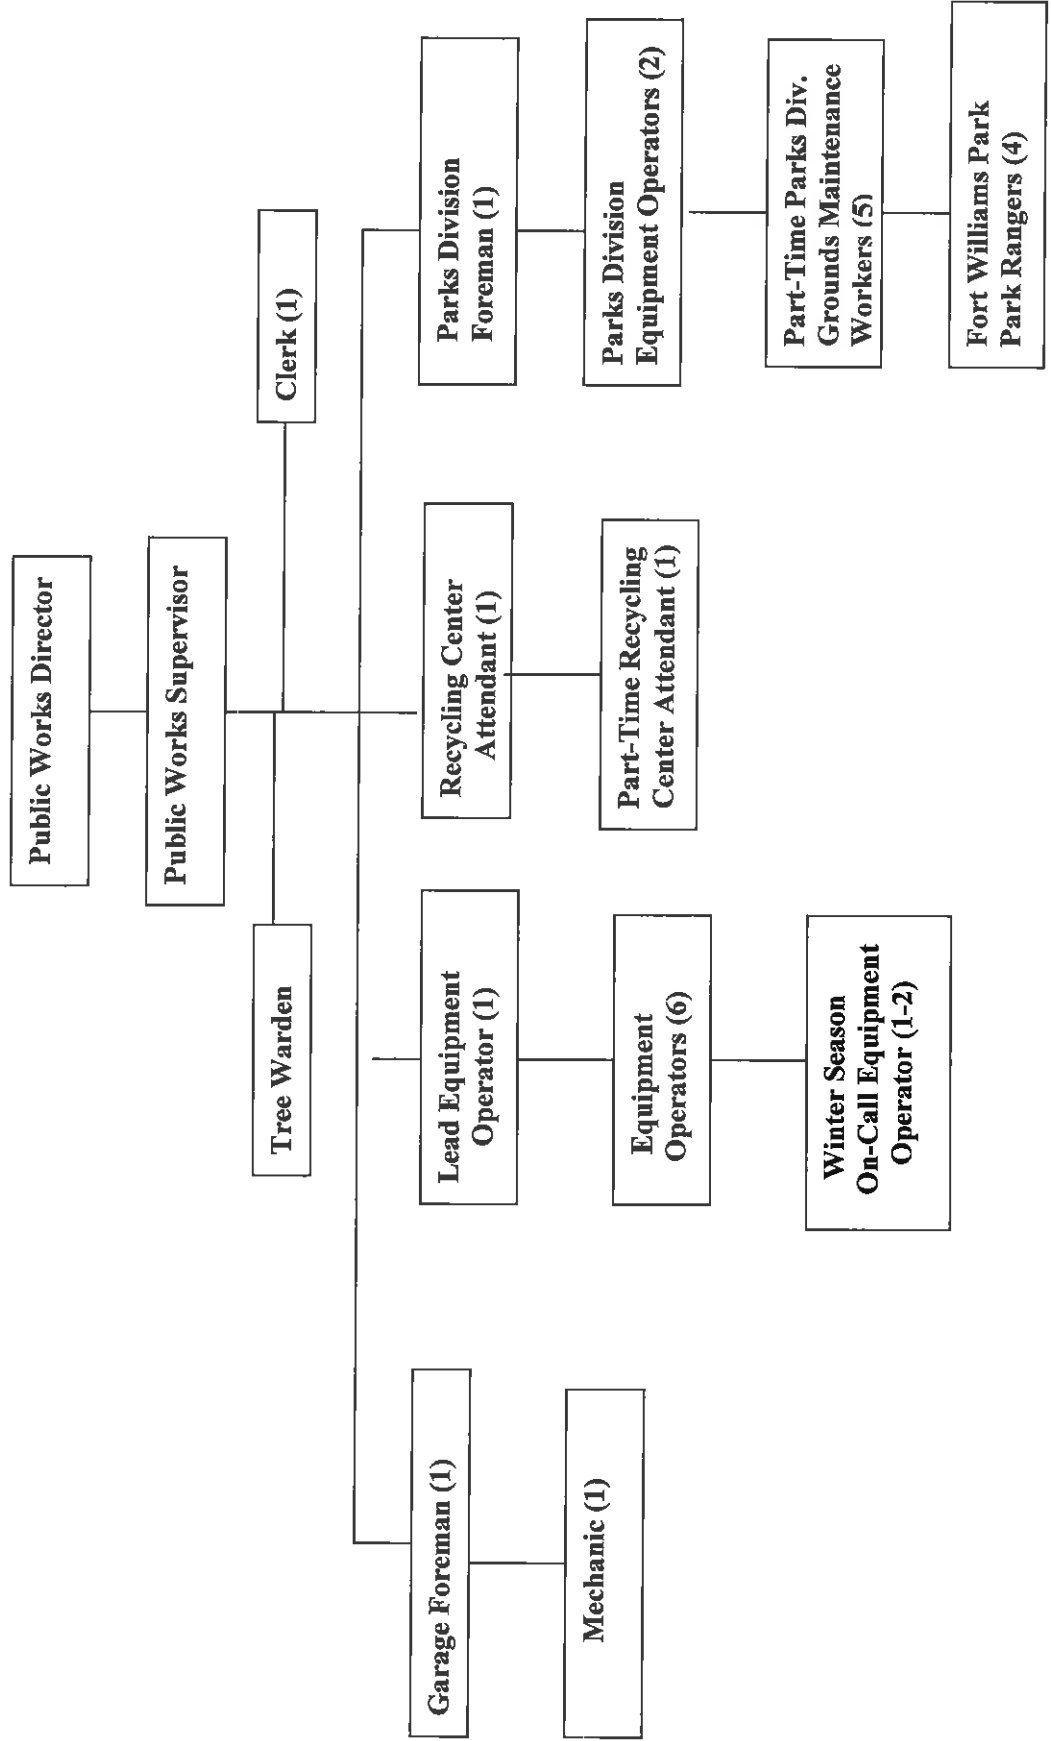 Public Works Director
Public Works Supervisor
Tree Warden
Clerk (1)
Garage Foreman (1)
Mechanic (1)
Lead Equipment
Operator (1)
Equipment
Operators (6)
Winter Season
On-Call Equipment
Operator (1-2)
Recycling Center
Attendant (1)
Part-Time Recycling
Center Attendant (1)
Parks Division
Foreman (1)
Parks Division
Equipment Operators (2)
Part-Time Parks Div.
Grounds Maintenance
Workers (5)
Fort Williams Park
Park Rangers (4)